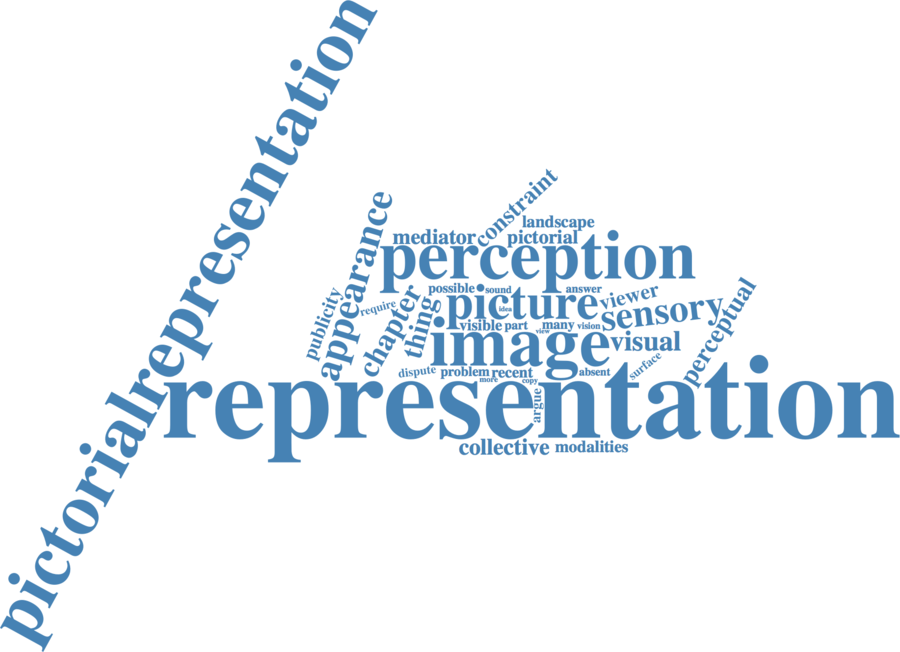 pictorialrepresentation
constraint
landscape
mediator
pictorial
perception
appearance
possible
sound
answer
publicity
require
chapter
thing
picture
idea
viewer
sensory
perceptual
visible
part
view
many
vision
image
visual
dispute
problem
recent
more
copy
absent
surface
representation
argue
collective
modalities